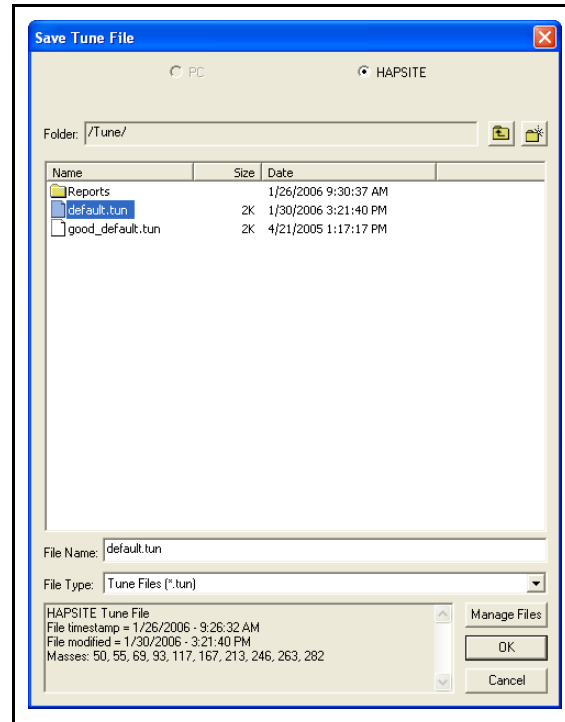 Save Tune File
PC HAPSITE
Folder: /Tune/
Name Size Date
Reports 1/26/2006 9:30:37 AM
default.tun 2K 1/30/2006 3:21:40 PM
good_default.tun 2K 4/21/2005 1:17:17 PM
File Name: default.tun
File Type: Tune Files (*.tun)
HAPSITE Tune File
File timestamp = 1/26/2006 - 9:26:32 AM
File modified = 1/30/2006 - 3:21:40 PM
Masses: 50, 55, 69, 93, 117, 167, 213, 246, 263, 282
Manage Files
OK
Cancel